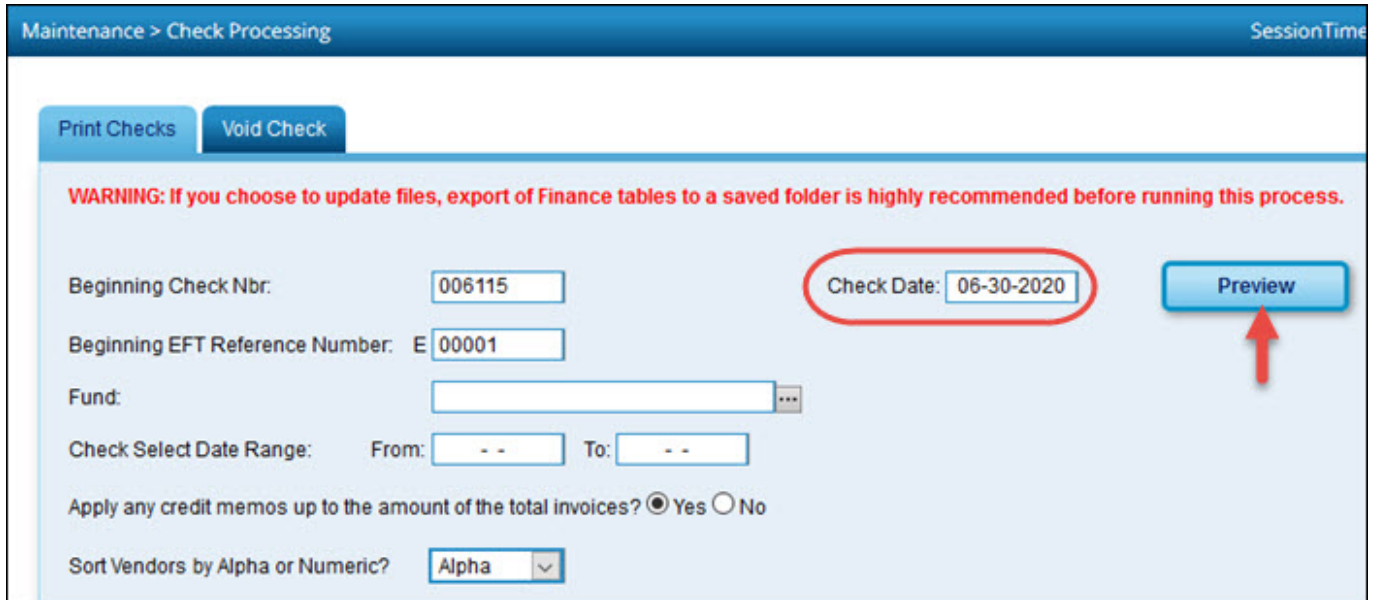 Maintenance > Check Processing SessionTime
Print Checks Void Check
WARNING: If you choose to update files, export of Finance tables to a saved folder is highly recommended before running this process.
Beginning Check Nbr: 006115 Check Date: 06-30-2020 Preview
Beginning EFT Reference Number: E 00001
Fund: ...
Check Select Date Range: From: - - To: - -
Apply any credit memos up to the amount of the total invoices? Yes No
Sort Vendors by Alpha or Numeric? Alpha